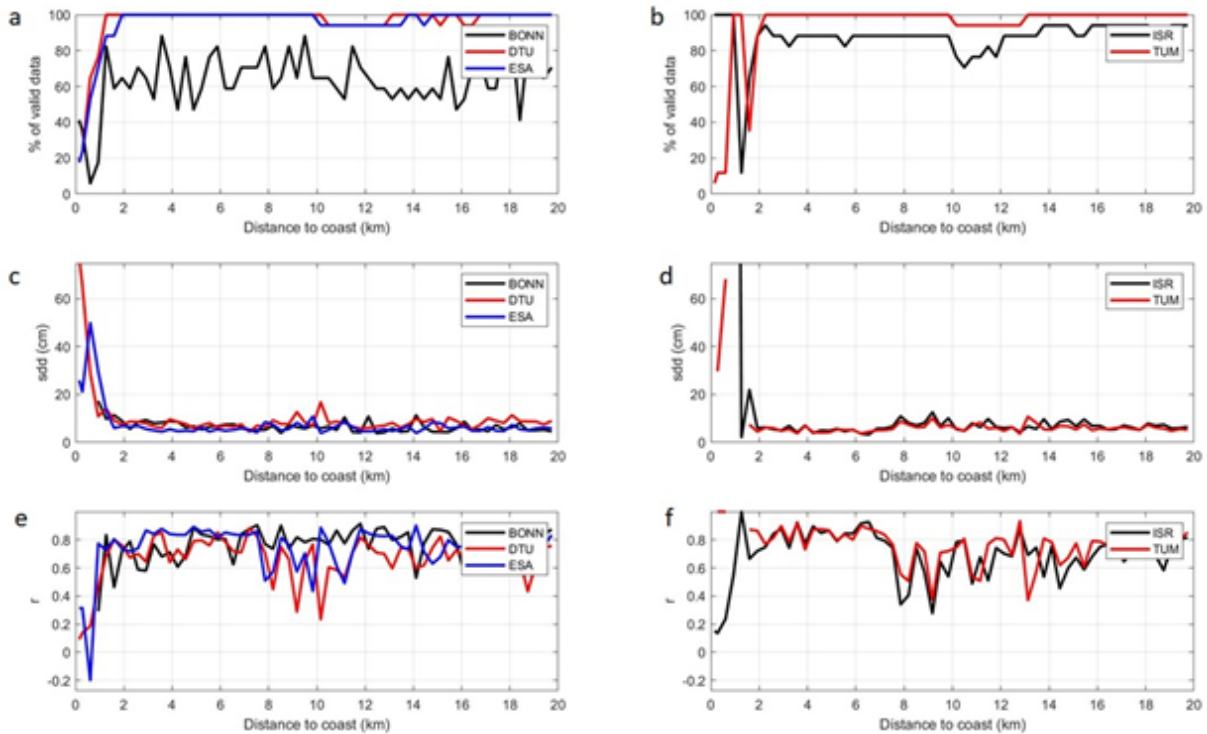 a
% of valid data
100
80
60
40
20
0
BONN
DTU
ESA
0 2 4 6 8 10 12 14 16 18 20
Distance to coast (km)
b
% of valid data
100
80
60
40
20
0
ISR
TUM
0 2 4 6 8 10 12 14 16 18 20
Distance to coast (km)
c
sdd (cm)
60
40
20
0
BONN
DTU
ESA
0 2 4 6 8 10 12 14 16 18 20
Distance to coast (km)
d
sdd (cm)
60
40
20
0
ISR
TUM
0 2 4 6 8 10 12 14 16 18 20
Distance to coast (km)
e
r
0.8
0.6
0.4
0.2
0
-0.2
BONN
DTU
ESA
0 2 4 6 8 10 12 14 16 18 20
Distance to coast (km)
f
r
0.8
0.6
0.4
0.2
0
-0.2
ISR
TUM
0 2 4 6 8 10 12 14 16 18 20
Distance to coast (km)